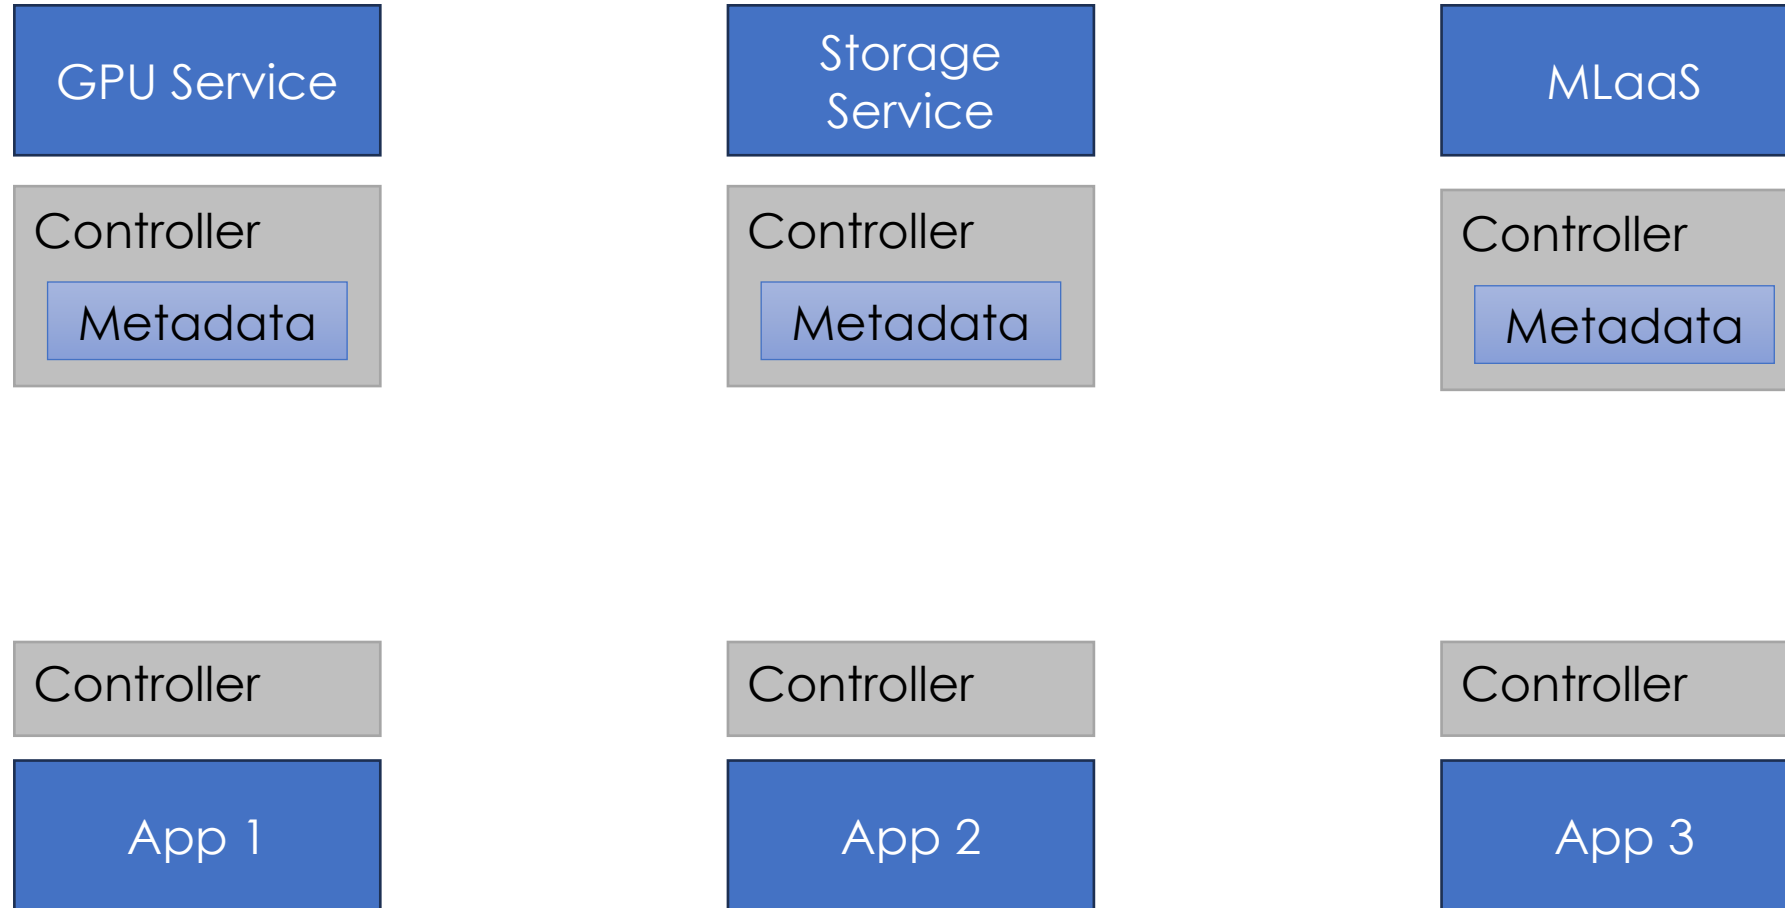 GPU Service
Storage
Service
MLaaS
Controller
Controller
Controller
Metadata
Metadata
Metadata
Controller
Controller
Controller
App 1
App 2
App 3